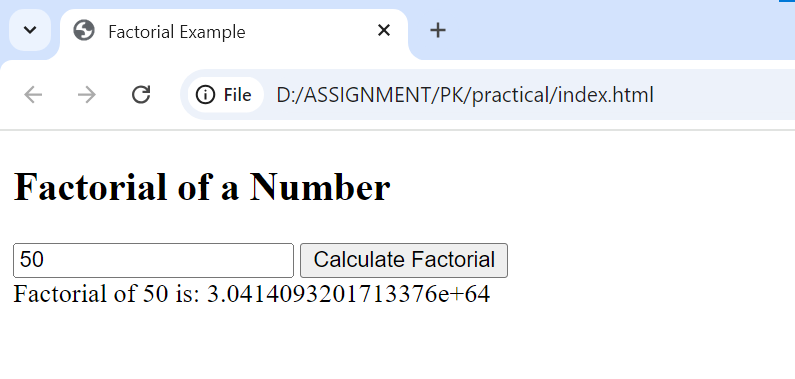 Factorial Example
File D:/ASSIGNMENT/PK/practical/index.html
Factorial of a Number
50 Calculate Factorial
Factorial of 50 is: 3.0414093201713376e+64